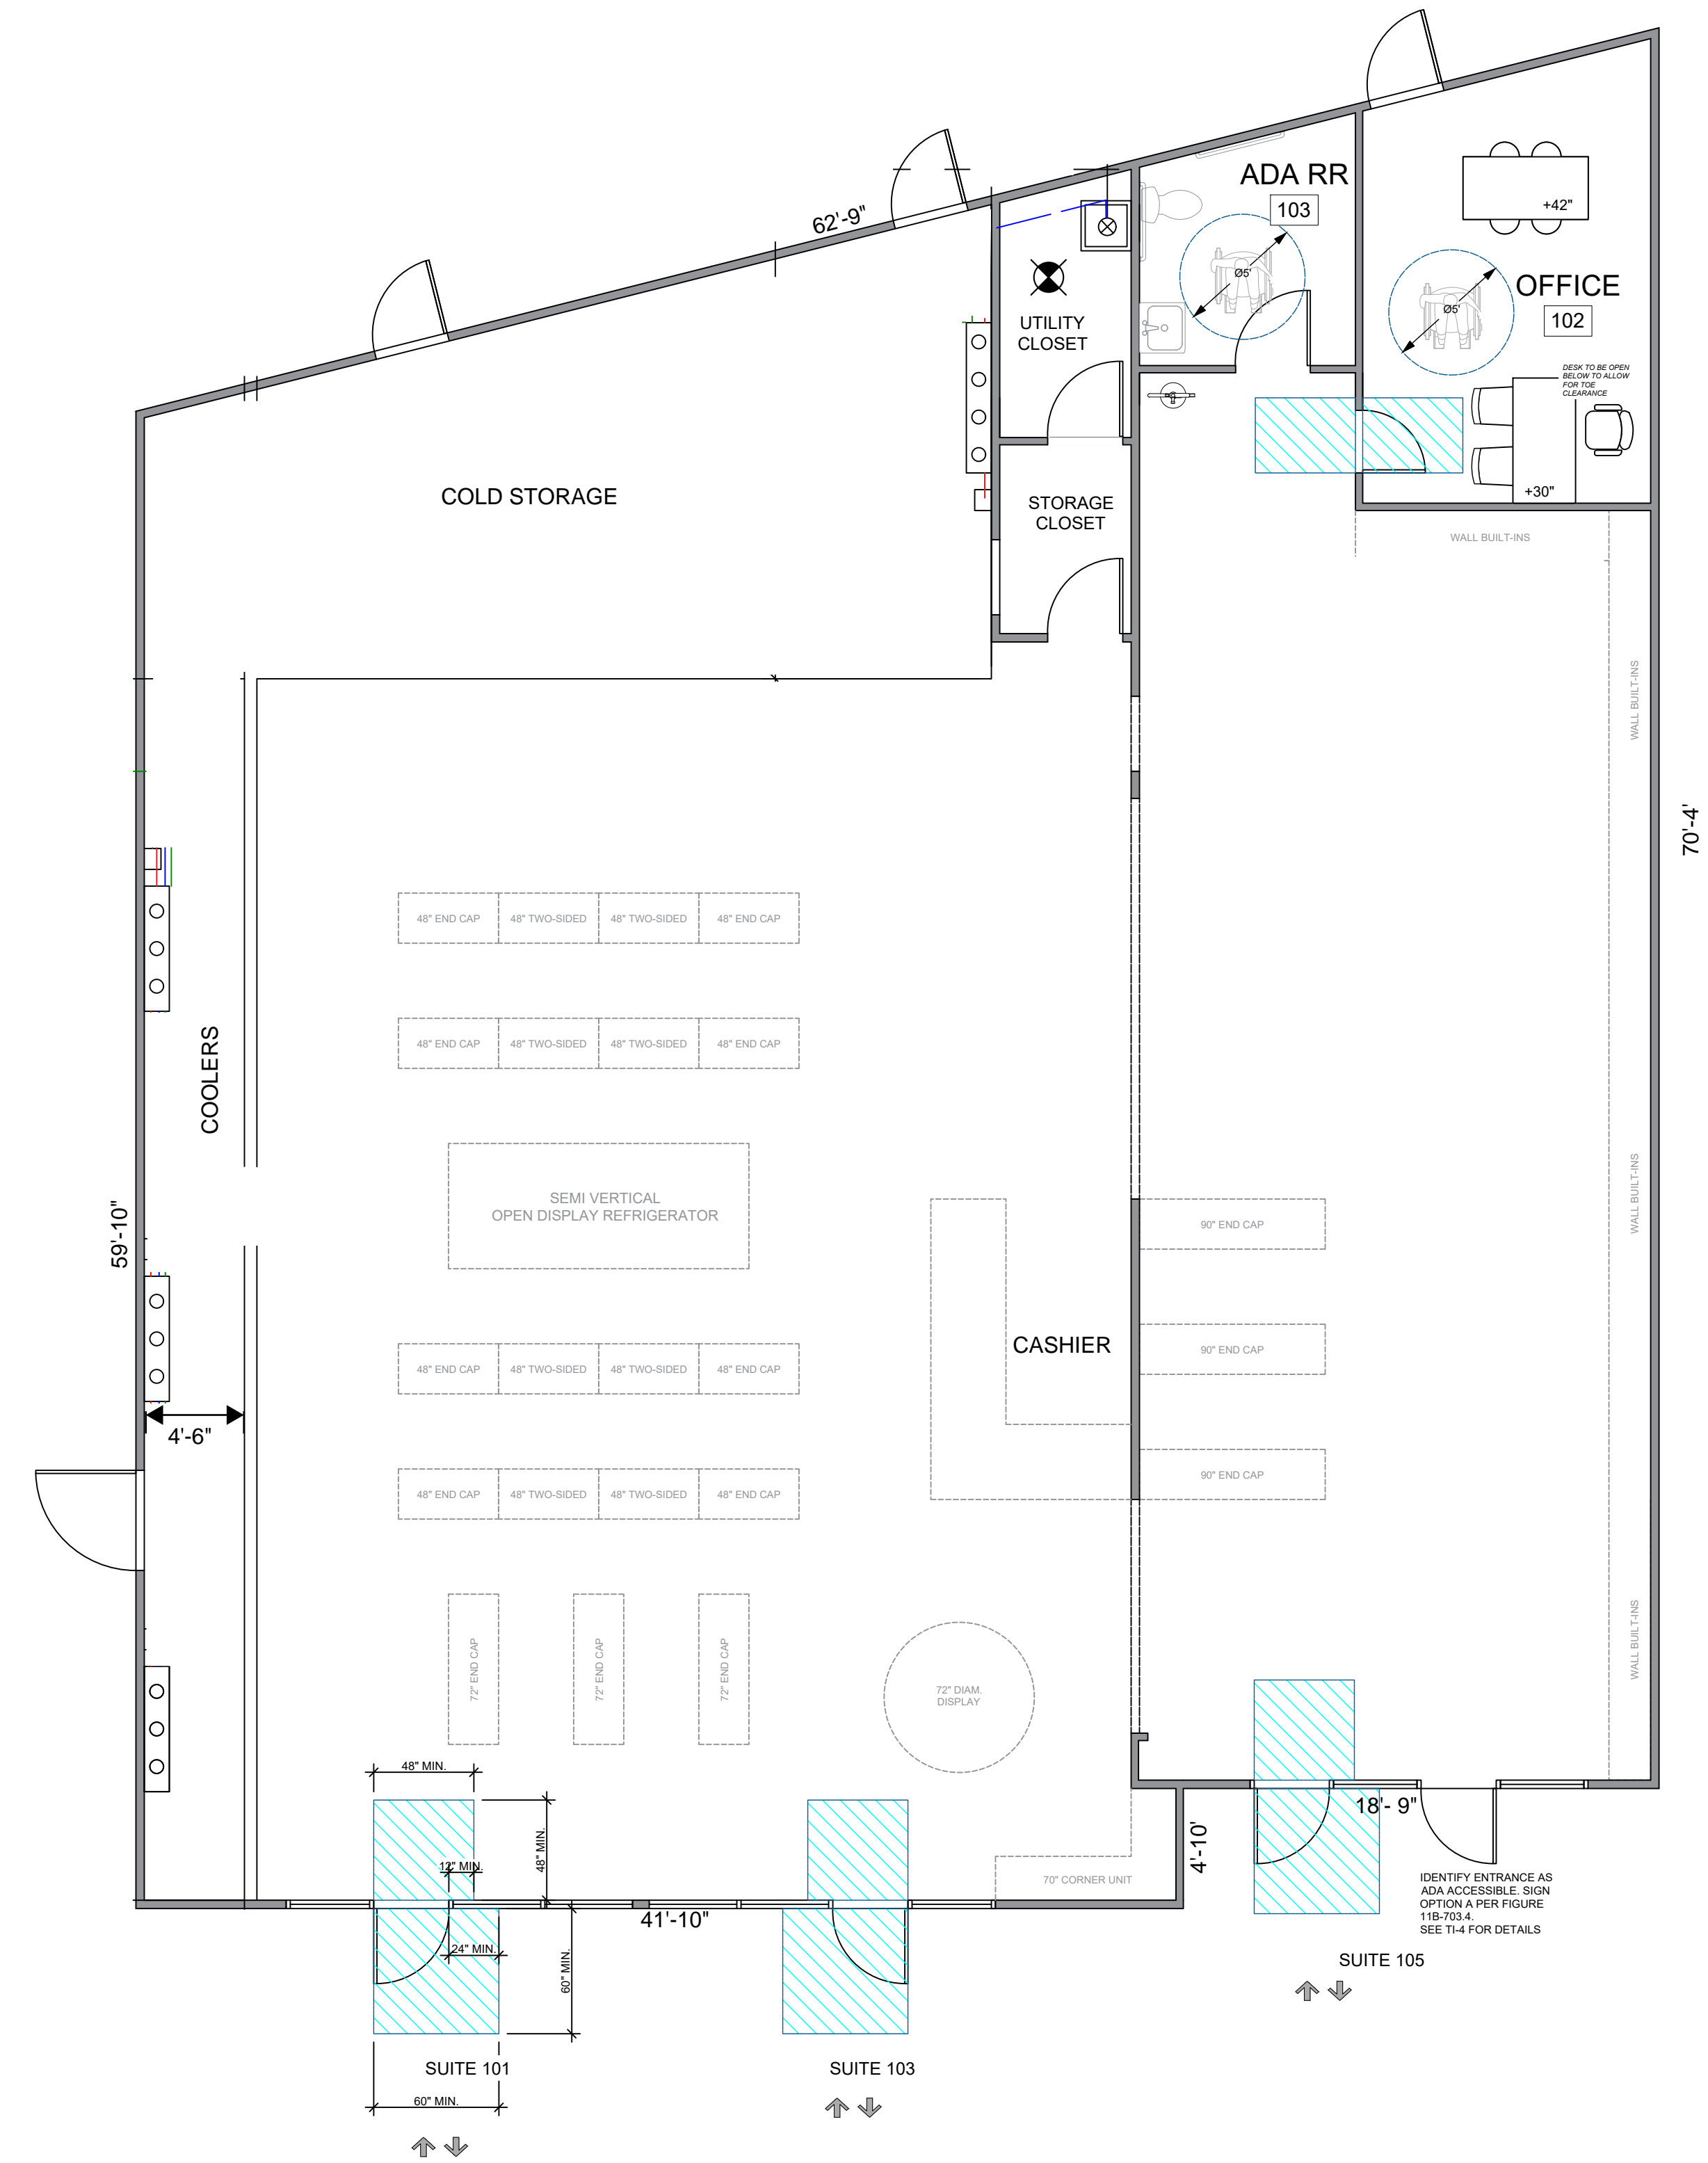 62'-9"
ADA RR
103
Ø5'
+42"
OFFICE
102
Ø5'
UTILITY
CLOSET
DESK TO BE OPEN
BELOW TO ALLOW
FOR TOE
CLEARANCE
+30"
COLD STORAGE
STORAGE
CLOSET
WALL BUILT-INS
WALL BUILT-INS
70'-4'
48" END CAP
48" TWO-SIDED
48" TWO-SIDED
48" END CAP
48" END CAP
48" TWO-SIDED
48" TWO-SIDED
48" END CAP
COOLERS
SEMI VERTICAL
OPEN DISPLAY REFRIGERATOR
59'-10"
90" END CAP
WALL BUILT-INS
CASHIER
90" END CAP
48" END CAP
48" TWO-SIDED
48" TWO-SIDED
48" END CAP
4'-6"
90" END CAP
48" END CAP
48" TWO-SIDED
48" TWO-SIDED
48" END CAP
72" END CAP
72" END CAP
72" END CAP
72" DIAM.
DISPLAY
WALL BUILT-INS
48" MIN.
48" MIN.
12" MIN.
18'- 9"
4'-10'
70" CORNER UNIT
41'-10"
24" MIN.
60" MIN.
IDENTIFY ENTRANCE AS
ADA ACCESSIBLE. SIGN
OPTION A PER FIGURE
11B-703.4.
SEE TI-4 FOR DETAILS
SUITE 105
SUITE 101
SUITE 103
60" MIN.